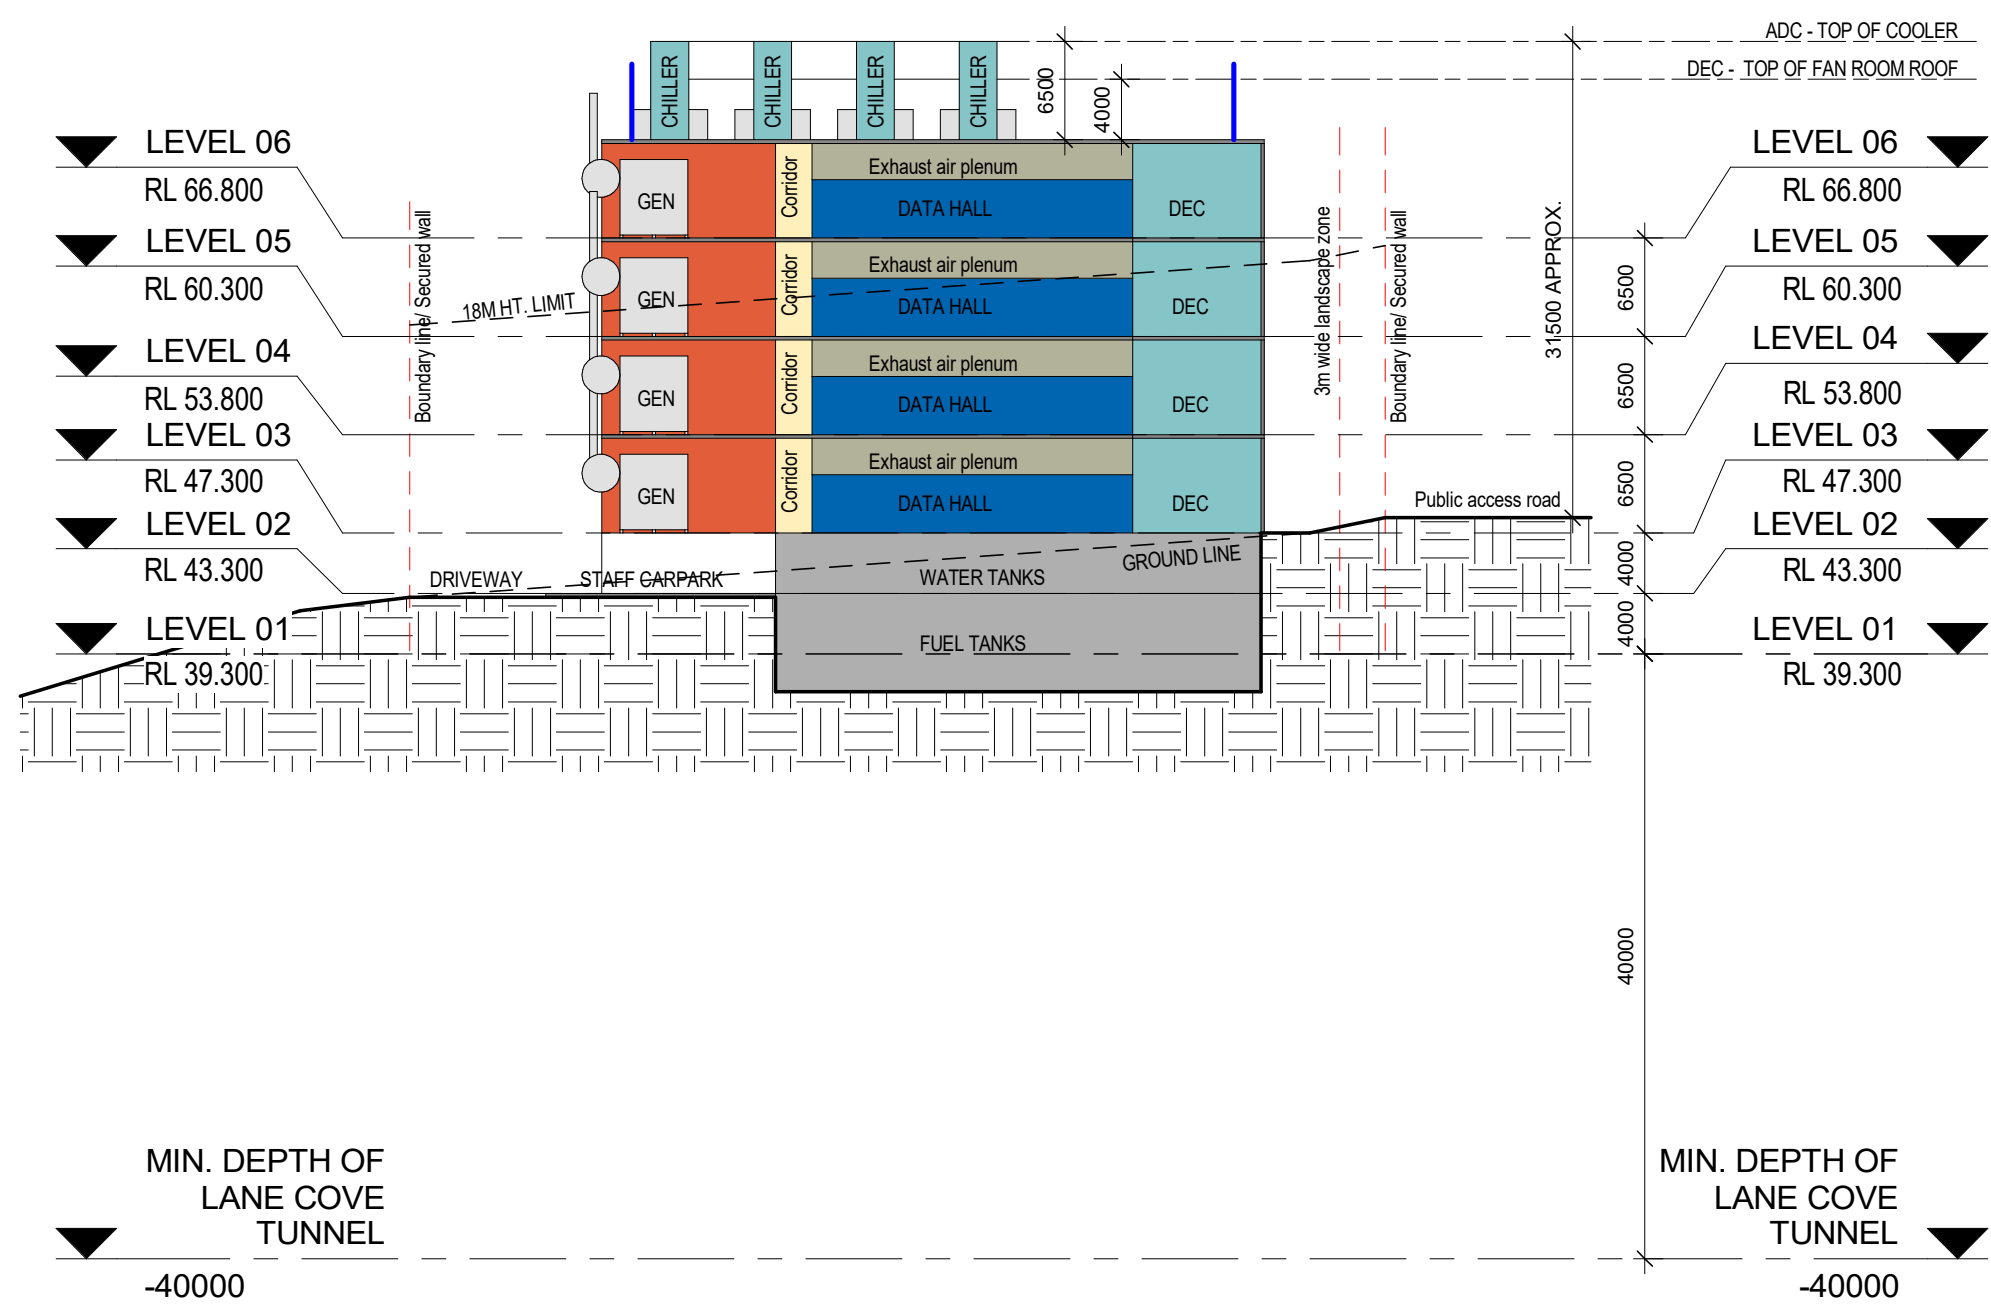 ADC - TOP OF COOLER
DEC - TOP OF FAN ROOM ROOF
CHILLER
CHILLER
CHILLER
CHILLER
6500
4000
LEVEL 06
RL 66.800
LEVEL 05
RL 60.300
LEVEL 04
RL 53.800
LEVEL 03
RL 47.300
LEVEL 02
RL 43.300
LEVEL 01
RL 39.300
Boundary line/ Secured wall
18M HT. LIMIT
GEN
Corridor
Exhaust air plenum
DATA HALL
DEC
GEN
Corridor
Exhaust air plenum
DATA HALL
DEC
GEN
Corridor
Exhaust air plenum
DATA HALL
DEC
GEN
Corridor
Exhaust air plenum
DATA HALL
DEC
DRIVEWAY
STAFF CARPARK
WATER TANKS
GROUND LINE
FUEL TANKS
3m wide landscape zone
Boundary line/ Secured wall
Public access road
31500 APPROX.
6500
6500
6500
4000
4000
40000
LEVEL 06
RL 66.800
LEVEL 05
RL 60.300
LEVEL 04
RL 53.800
LEVEL 03
RL 47.300
LEVEL 02
RL 43.300
LEVEL 01
RL 39.300
MIN. DEPTH OF
LANE COVE
TUNNEL
-40000
MIN. DEPTH OF
LANE COVE
TUNNEL
-40000